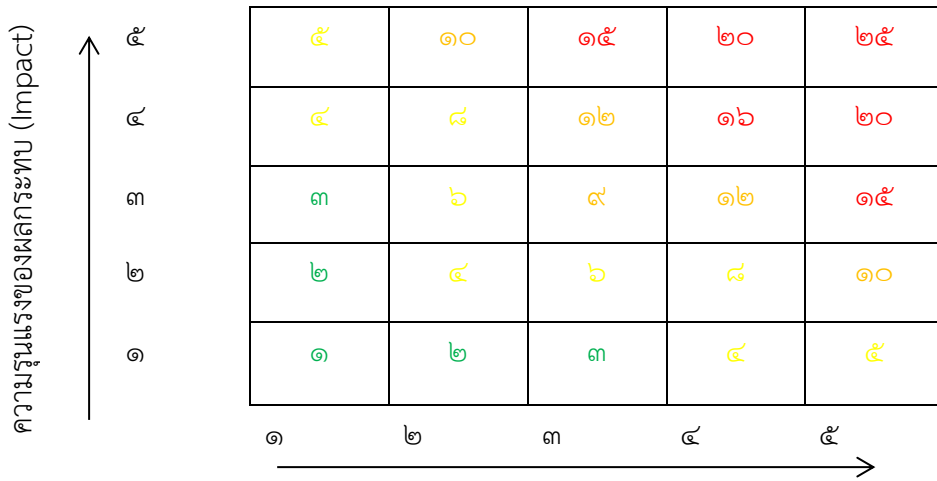 ความรุนแรงของผลกระทบ (Impact)
๕ ๕ ๑๐ ๑๕ ๒๐ ๒๕
๔ ๔ ๘ ๑๒ ๑๖ ๒๐
๓ ๓ ๖ ๙ ๑๒ ๑๕
๒ ๒ ๔ ๖ ๘ ๑๐
๑ ๑ ๒ ๓ ๔ ๕
๑ ๒ ๓ ๔ ๕